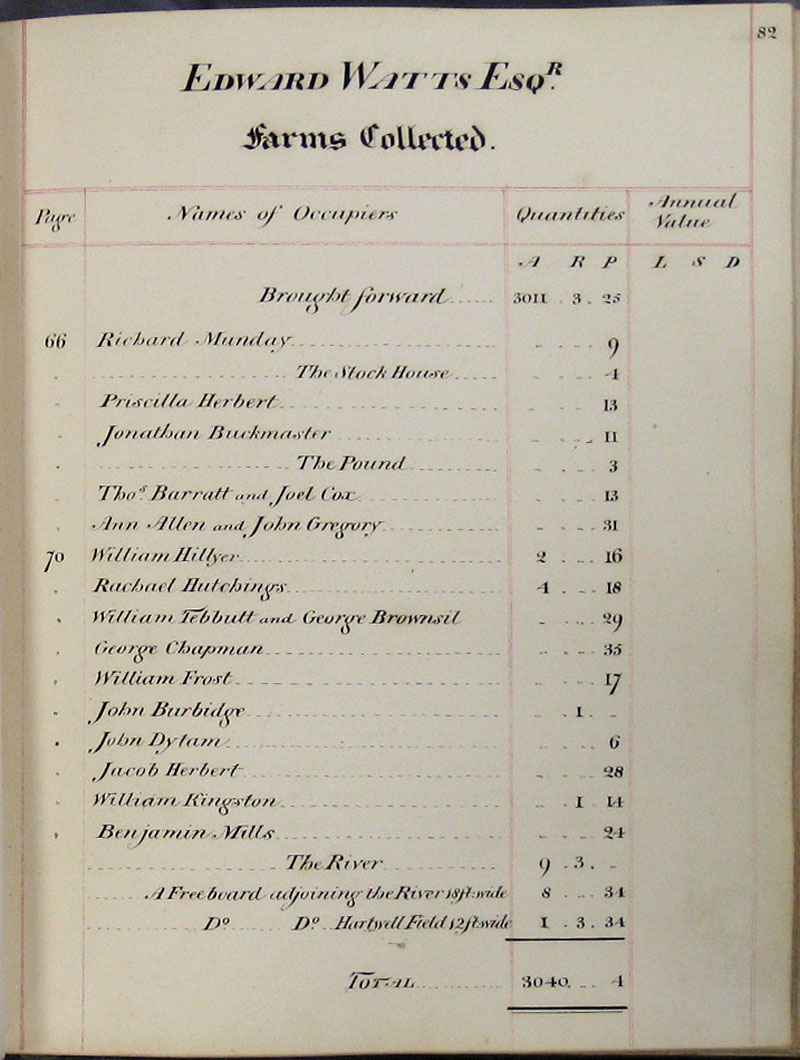 82
EDWARD WATTS ESQR.
Farms Collected.
Page Names of Occupiers Quantities Annual Value
A R P L S D
Brought forward 3011 . 3 . 25
66 Richard Munday 9
The Stock House 4
Priscilla Herbert 13
Jonathan Buckmaster 11
The Pound 3
Thos. Barratt and Joel Cox 13
Ann Allen and John Gregory 31
70 William Hillyer 2 16
Rachael Hutchings 4 18
William Tebbutt and George Brownsil 29
George Chapman 35
William Frost 17
John Burbidge 1
John Dytam 6
Jacob Herbert 28
William Kingston 1 14
Benjamin Mills 24
The River 9 . 3 .
A Freeboard adjoining the River 18ft. wide 8 34
Do Do. Hartwell Field 12ft. wide 1 . 3 . 34
TOTAL 3040 4